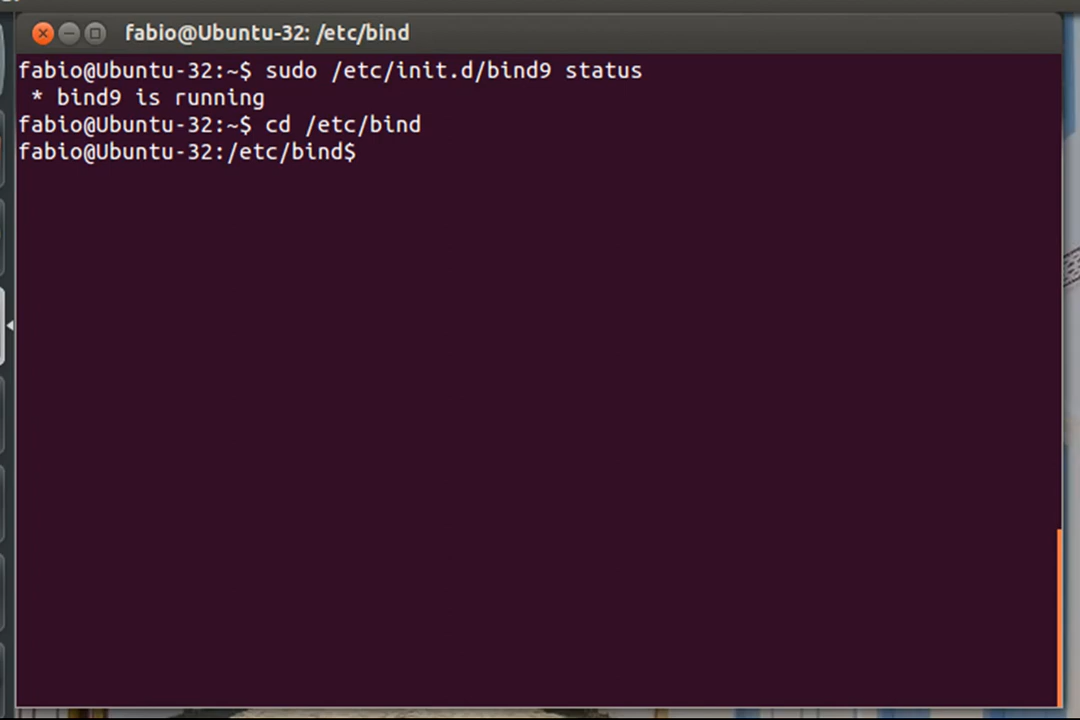 fabio@Ubuntu-32: /etc/bind
fabio@Ubuntu-32:~$ sudo /etc/init.d/bind9 status
 * bind9 is running
fabio@Ubuntu-32:~$ cd /etc/bind
fabio@Ubuntu-32:/etc/bind$